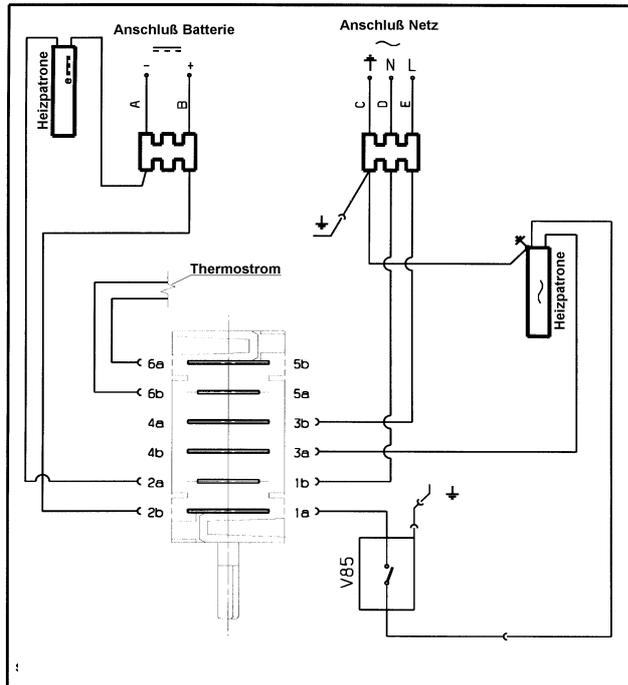 Anschluß Batterie
Anschluß Netz
- +
N L
Heizpatrone
A B
C D E
Thermostrom
Heizpatrone
6a 5b
6b 5a
4a 3b
4b 3a
2a 1b
2b 1a
V85